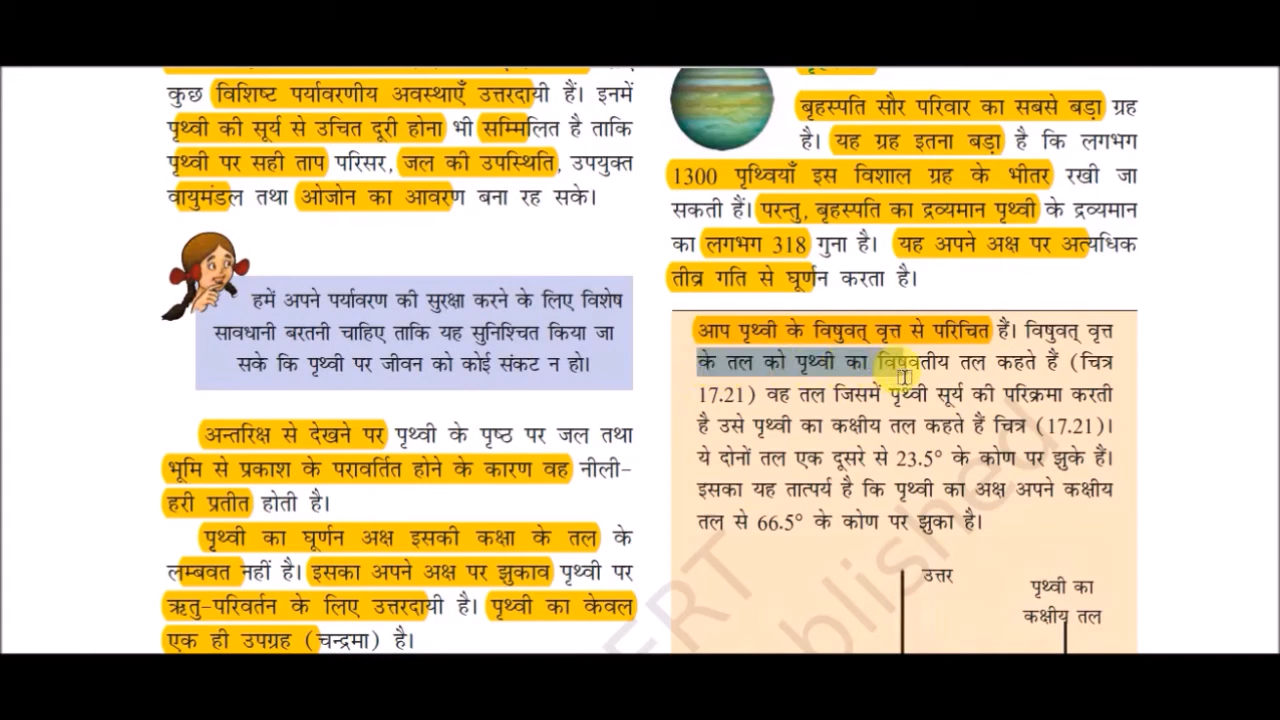 कुछ विशिष्ट पर्यावरणीय अवस्थाएँ उत्तरदायी हैं। इनमें
पृथ्वी की सूर्य से उचित दूरी होना भी सम्मिलित है ताकि
पृथ्वी पर सही ताप परिसर, जल की उपस्थिति, उपयुक्त
वायुमंडल तथा ओजोन का आवरण बना रह सके।
हमें अपने पर्यावरण की सुरक्षा करने के लिए विशेष
सावधानी बरतनी चाहिए ताकि यह सुनिश्चित किया जा
सके कि पृथ्वी पर जीवन को कोई संकट न हो।
अन्तरिक्ष से देखने पर पृथ्वी के पृष्ठ पर जल तथा
भूमि से प्रकाश के परावर्तित होने के कारण वह नीली-
हरी प्रतीत होती है।
पृथ्वी का घूर्णन अक्ष इसकी कक्षा के तल के
लम्बवत नहीं है। इसका अपने अक्ष पर झुकाव पृथ्वी पर
ऋतु-परिवर्तन के लिए उत्तरदायी है। पृथ्वी का केवल
एक ही उपग्रह (चन्द्रमा) है।
बृहस्पति सौर परिवार का सबसे बड़ा ग्रह
है। यह ग्रह इतना बड़ा है कि लगभग
1300 पृथ्वियाँ इस विशाल ग्रह के भीतर रखी जा
सकती हैं। परन्तु, बृहस्पति का द्रव्यमान पृथ्वी के द्रव्यमान
का लगभग 318 गुना है। यह अपने अक्ष पर अत्यधिक
तीव्र गति से घूर्णन करता है।
आप पृथ्वी के विषुवत् वृत्त से परिचित हैं। विषुवत् वृत्त
के तल को पृथ्वी का विषुवतीय तल कहते हैं (चित्र
17.21) वह तल जिसमें पृथ्वी सूर्य की परिक्रमा करती
है उसे पृथ्वी का कक्षीय तल कहते हैं चित्र (17.21)।
ये दोनों तल एक दूसरे से 23.5° के कोण पर झुके हैं।
इसका यह तात्पर्य है कि पृथ्वी का अक्ष अपने कक्षीय
तल से 66.5° के कोण पर झुका है।
उत्तर
पृथ्वी का
कक्षीय तल